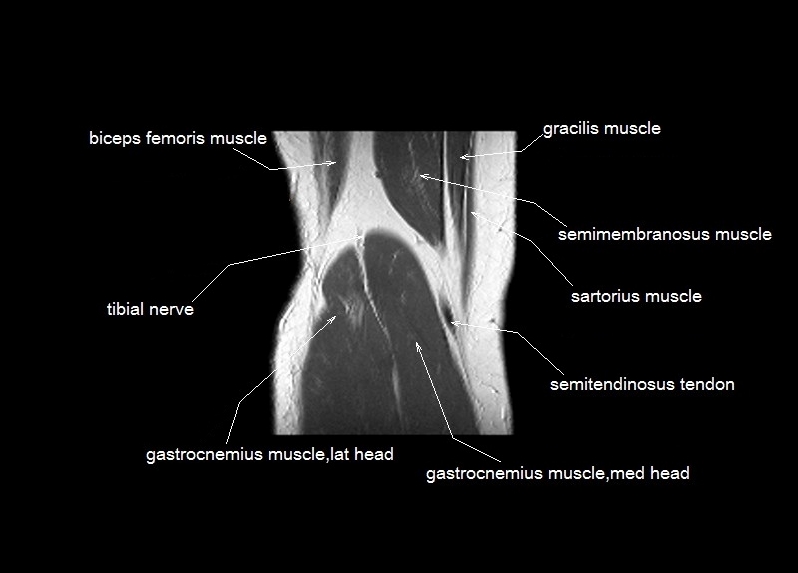 gracilis muscle
biceps femoris muscle
semimembranosus muscle
sartorius muscle
tibial nerve
semitendinosus tendon
gastrocnemius muscle,lat head
gastrocnemius muscle,med head